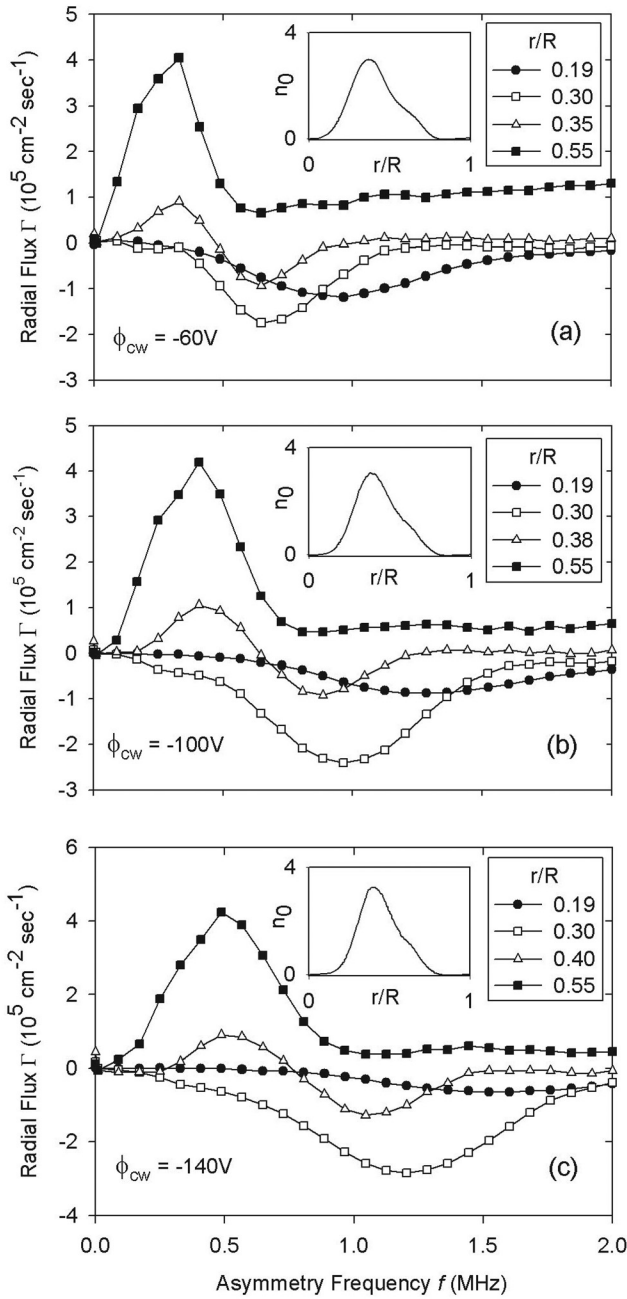 5
4
3
2
1
0
-1
-2
-3
Radial Flux Γ (10⁵ cm⁻² sec⁻¹)
4
n₀
0
0 r/R 1
r/R
0.19
0.30
0.35
0.55
ϕCW = -60V
(a)
5
4
3
2
1
0
-1
-2
-3
Radial Flux Γ (10⁵ cm⁻² sec⁻¹)
4
n₀
0
0 r/R 1
r/R
0.19
0.30
0.38
0.55
ϕCW = -100V
(b)
6
4
2
0
-2
-4
Radial Flux Γ (10⁵ cm⁻² sec⁻¹)
4
n₀
0
0 r/R 1
r/R
0.19
0.30
0.40
0.55
ϕCW = -140V
(c)
0.0 0.5 1.0 1.5 2.0
Asymmetry Frequency f (MHz)